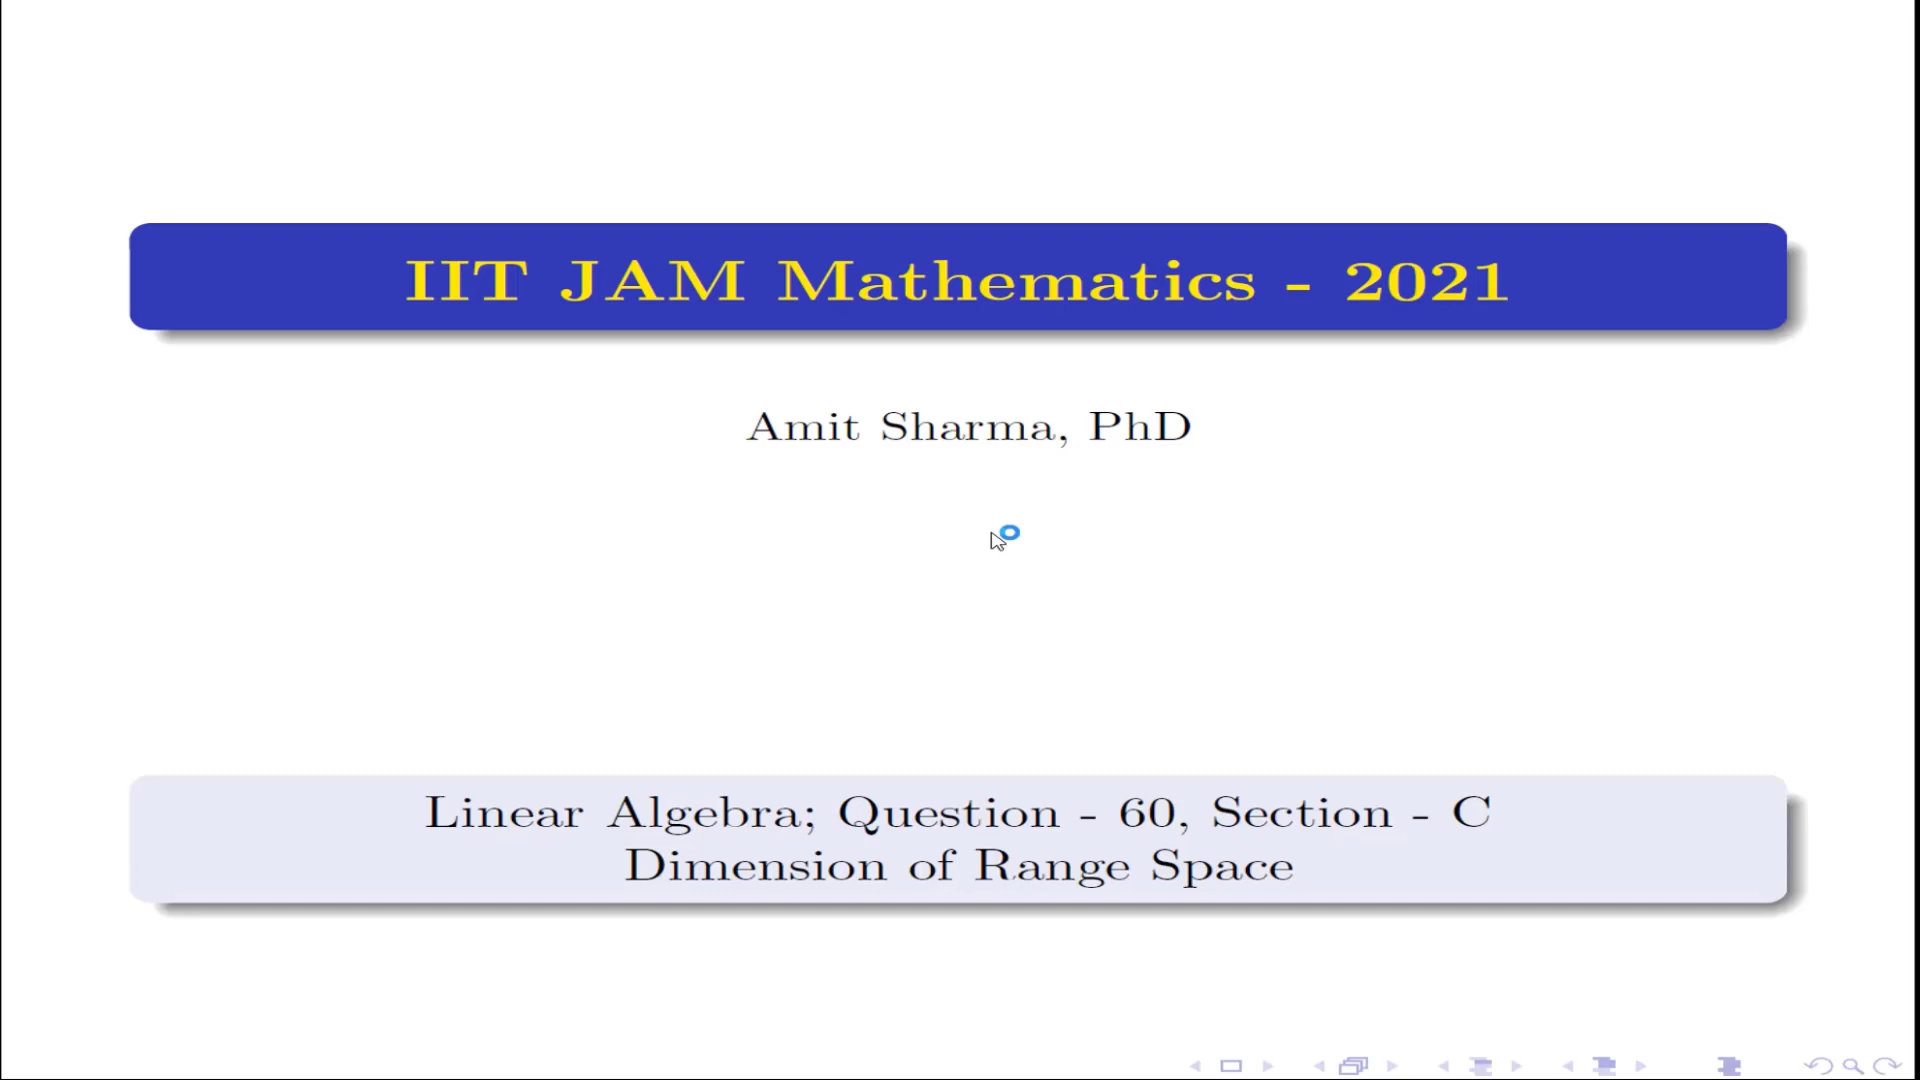 IIT JAM Mathematics - 2021
Amit Sharma, PhD
Linear Algebra; Question - 60, Section - C
Dimension of Range Space